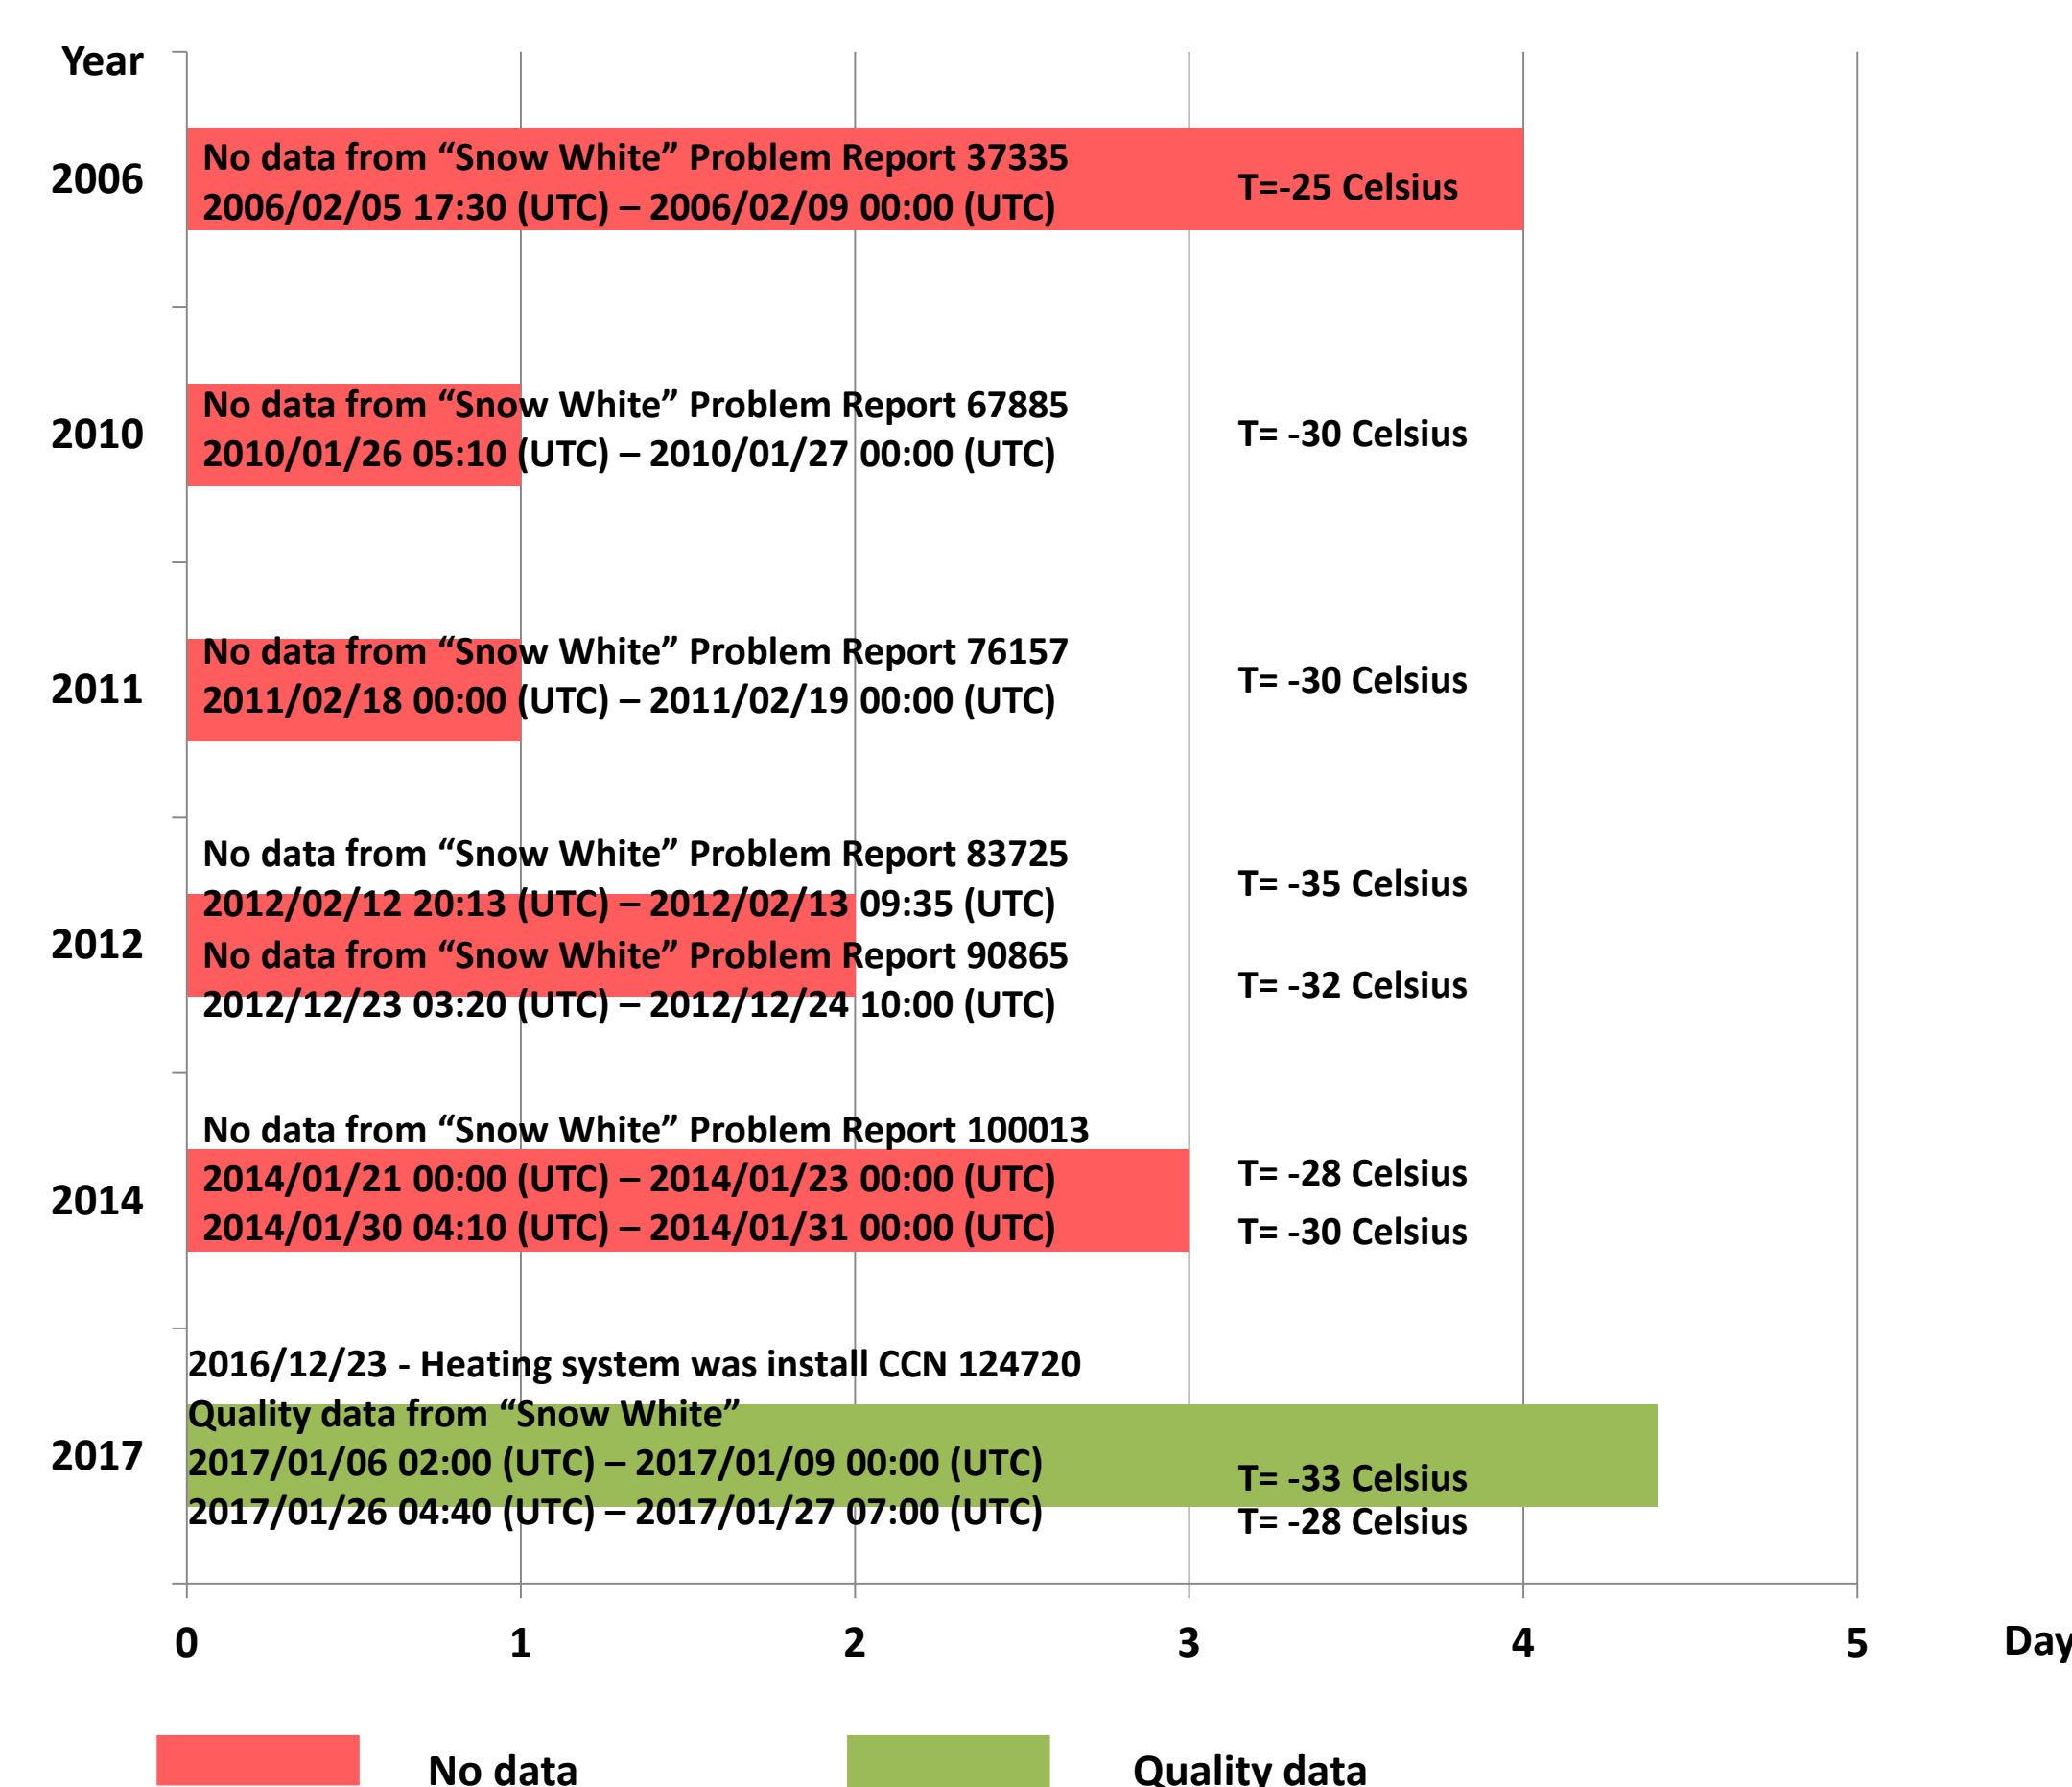 Year
2006
No data from “Snow White” Problem Report 37335
2006/02/05 17:30 (UTC) – 2006/02/09 00:00 (UTC)
T=-25 Celsius
2010
No data from “Snow White” Problem Report 67885
2010/01/26 05:10 (UTC) – 2010/01/27 00:00 (UTC)
T= -30 Celsius
2011
No data from “Snow White” Problem Report 76157
2011/02/18 00:00 (UTC) – 2011/02/19 00:00 (UTC)
T= -30 Celsius
2012
No data from “Snow White” Problem Report 83725
2012/02/12 20:13 (UTC) – 2012/02/13 09:35 (UTC)
T= -35 Celsius
No data from “Snow White” Problem Report 90865
2012/12/23 03:20 (UTC) – 2012/12/24 10:00 (UTC)
T= -32 Celsius
2014
No data from “Snow White” Problem Report 100013
2014/01/21 00:00 (UTC) – 2014/01/23 00:00 (UTC)
T= -28 Celsius
2014/01/30 04:10 (UTC) – 2014/01/31 00:00 (UTC)
T= -30 Celsius
2017
2016/12/23 - Heating system was install CCN 124720
Quality data from “Snow White”
2017/01/06 02:00 (UTC) – 2017/01/09 00:00 (UTC)
T= -33 Celsius
2017/01/26 04:40 (UTC) – 2017/01/27 07:00 (UTC)
T= -28 Celsius
0 1 2 3 4 5 Day
No data
Quality data